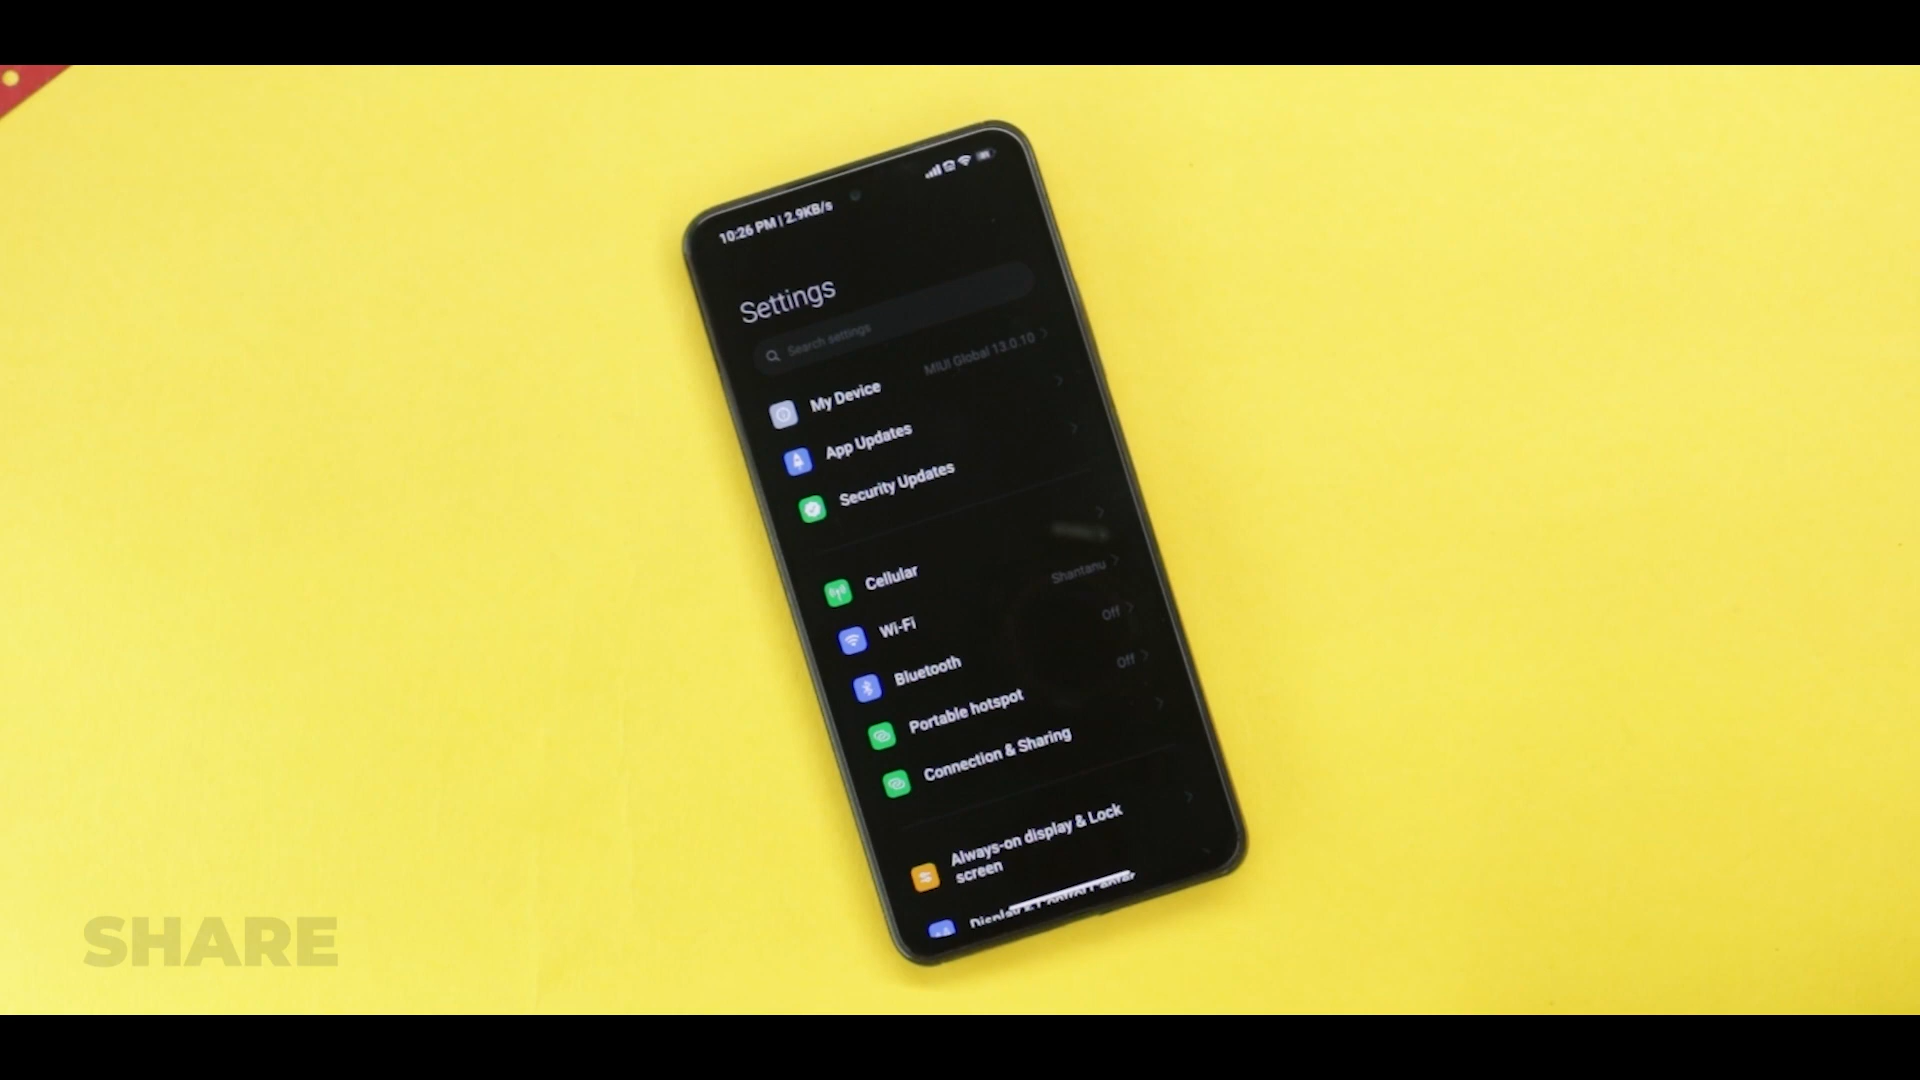 10:26 PM | 2.9KB/s
Settings
Search settings
My Device
MIUI Global 13.0.10
App Updates
Security Updates
Cellular
Wi-Fi
Shantanu
Bluetooth
Off
Portable hotspot
Off
Connection & Sharing
Always-on display & Lock
screen
Display
SHARE